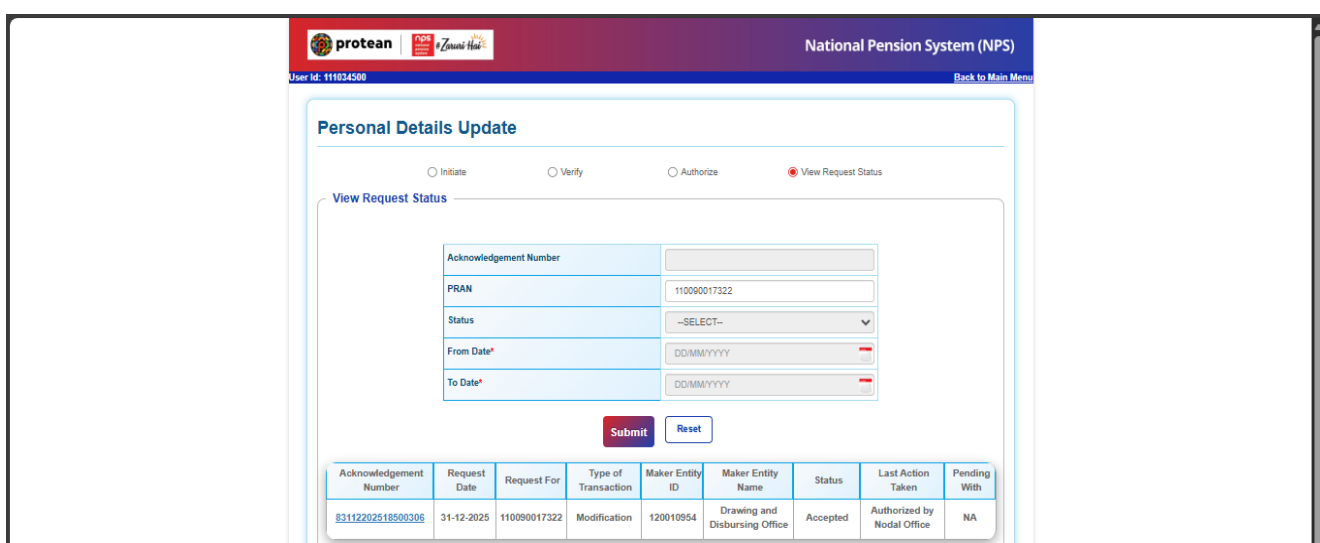 protean
nps
#Zaruri Hai
National Pension System (NPS)
User Id: 111034500
Back to Main Menu
Personal Details Update
Initiate
Verify
Authorize
View Request Status
View Request Status
Acknowledgement Number
PRAN
110090017322
Status
--SELECT--
From Date*
DD/MM/YYYY
To Date*
DD/MM/YYYY
Submit
Reset
Acknowledgement Number
Request Date
Request For
Type of Transaction
Maker Entity ID
Maker Entity Name
Status
Last Action Taken
Pending With
83112202518500306
31-12-2025
110090017322
Modification
120010954
Drawing and Disbursing Office
Accepted
Authorized by Nodal Office
NA